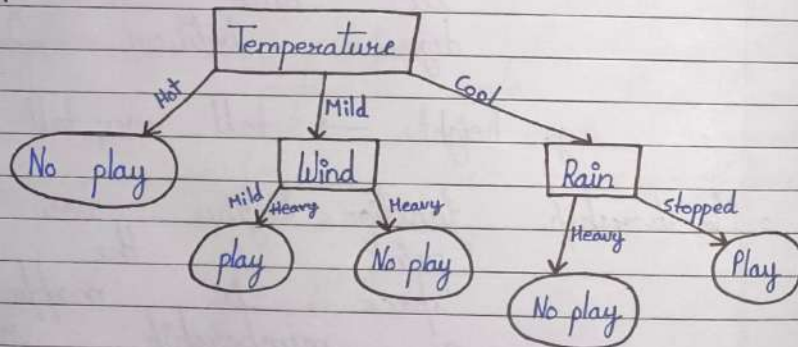 Temperature
Hot
Mild
Cool
No play
Wind
Rain
Mild
Heavy
Heavy
Heavy
Stopped
play
No play
No play
Play